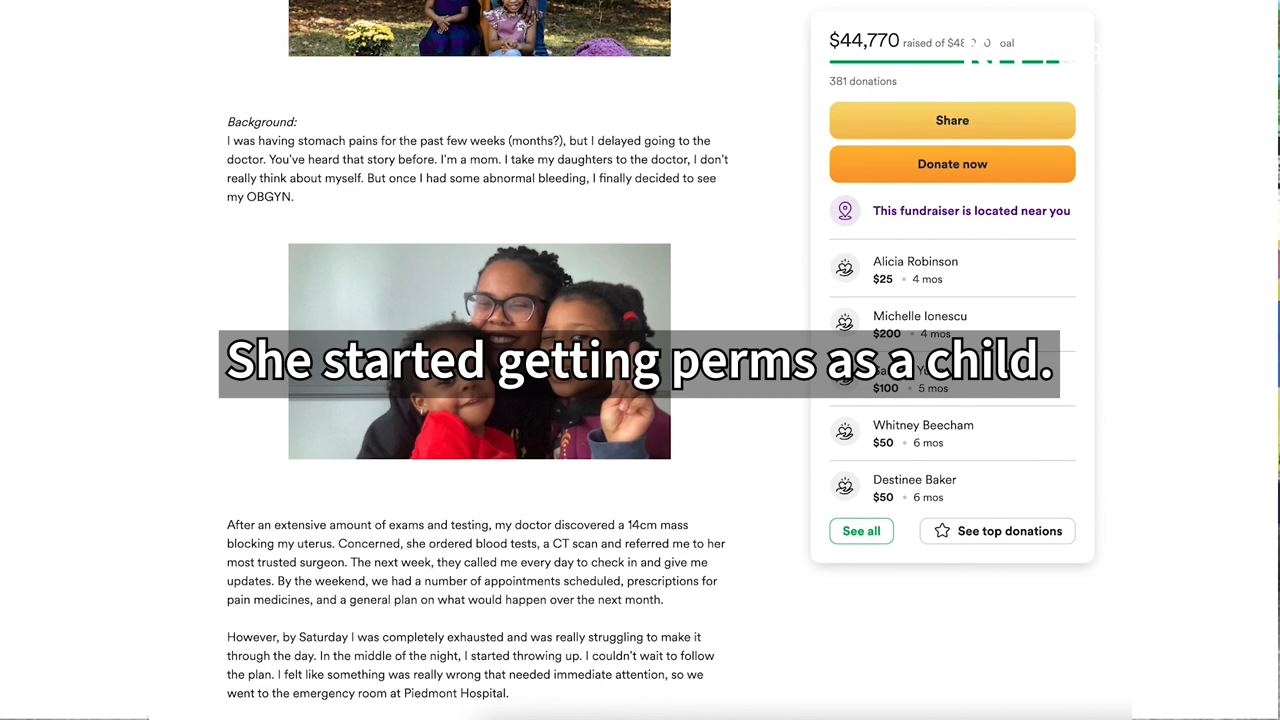 $44,770 raised of $48 oal
381 donations
Share
Donate now
This fundraiser is located near you
Background:
I was having stomach pains for the past few weeks (months?), but I delayed going to the
doctor. You've heard that story before. I'm a mom. I take my daughters to the doctor, I don't
really think about myself. But once I had some abnormal bleeding, I finally decided to see
my OBGYN.
Alicia Robinson
$25 • 4 mos
Michelle Ionescu
$200 • 4 mos
She started getting perms as a child.
$100 • 5 mos
Whitney Beecham
$50 • 6 mos
Destinee Baker
$50 • 6 mos
See all
See top donations
After an extensive amount of exams and testing, my doctor discovered a 14cm mass
blocking my uterus. Concerned, she ordered blood tests, a CT scan and referred me to her
most trusted surgeon. The next week, they called me every day to check in and give me
updates. By the weekend, we had a number of appointments scheduled, prescriptions for
pain medicines, and a general plan on what would happen over the next month.
However, by Saturday I was completely exhausted and was really struggling to make it
through the day. In the middle of the night, I started throwing up. I couldn't wait to follow
the plan. I felt like something was really wrong that needed immediate attention, so we
went to the emergency room at Piedmont Hospital.